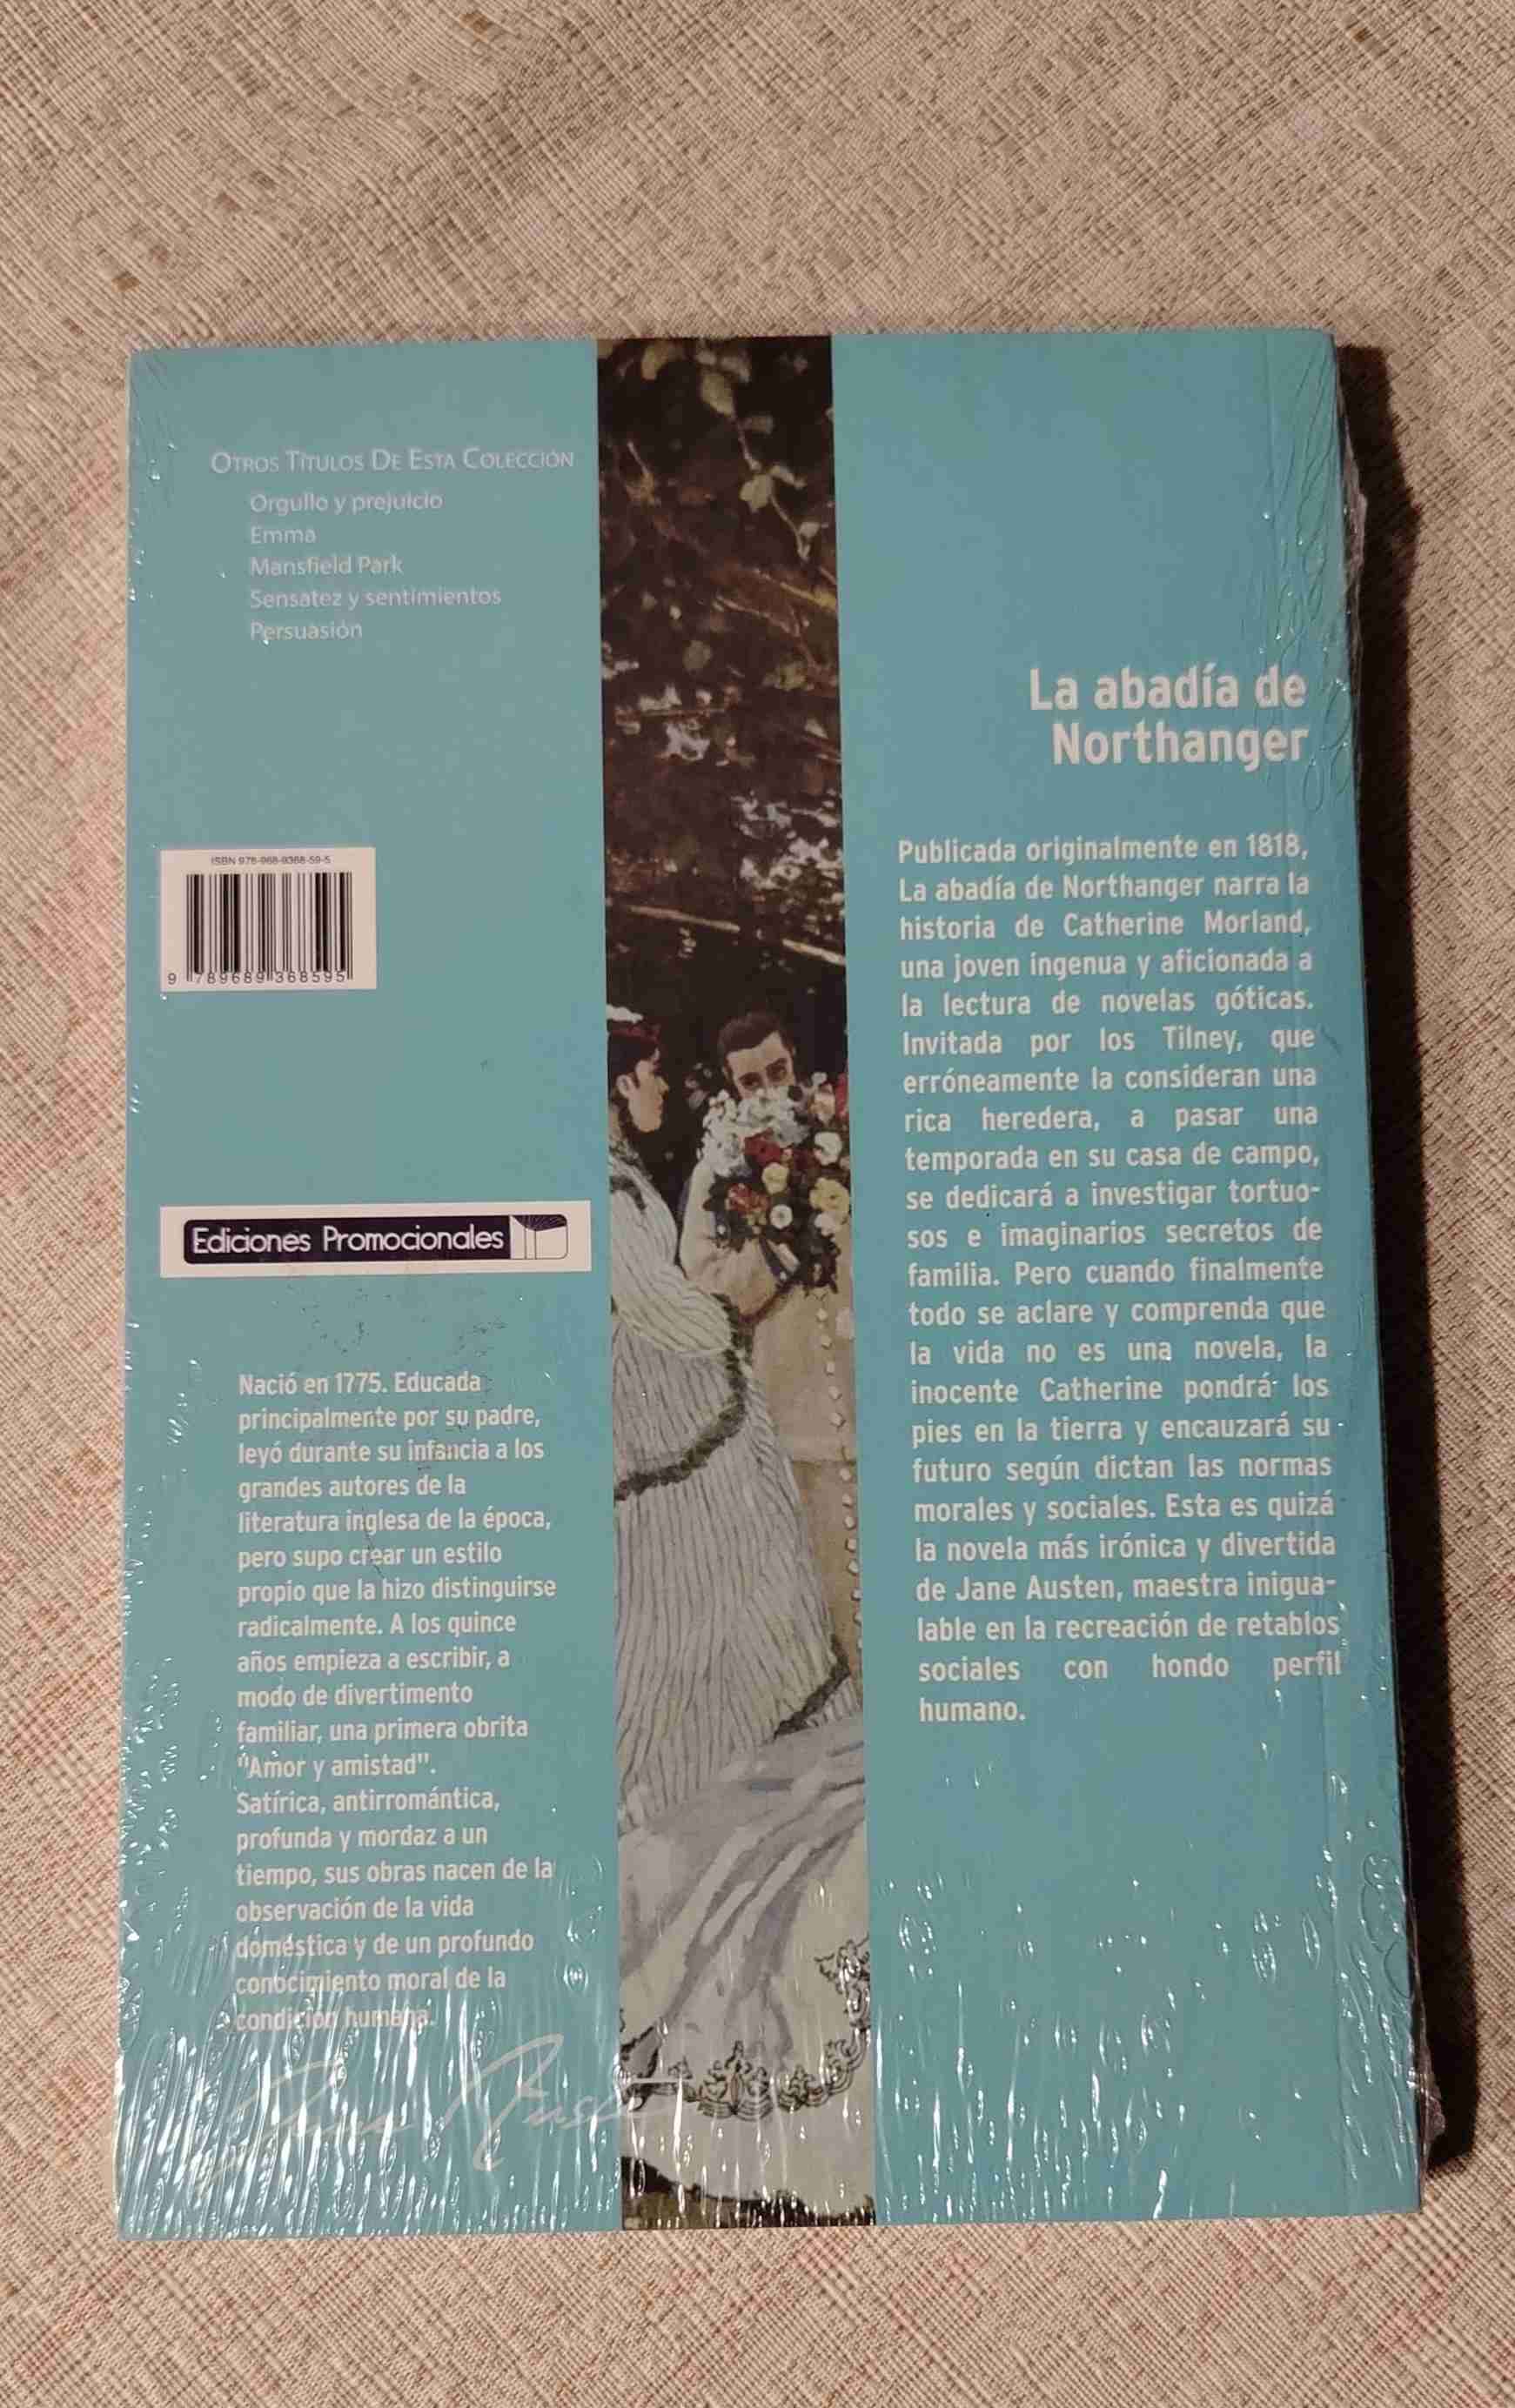 OTROS TÍTULOS DE ESTA COLECCIÓN
Orgullo y prejuicio
Emma
Mansfield Park
Sensatez y sentimientos
Persuasión
ISBN 978-968-9368-59-5
9 789689 368595
Ediciones Promocionales
Nació en 1775. Educada
principalmente por su padre,
leyó durante su infancia a los
grandes autores de la
literatura inglesa de la época,
pero supo crear un estilo
propio que la hizo distinguirse
radicalmente. A los quince
años empieza a escribir, a
modo de divertimento
familiar, una primera obrita
"Amor y amistad".
Satírica, antirromántica,
profunda y mordaz a un
tiempo, sus obras nacen de la
observación de la vida
doméstica y de un profundo
conocimiento moral de la
condición humana.
Jane Austen
La abadía de
Northanger
Publicada originalmente en 1818,
La abadía de Northanger narra la
historia de Catherine Morland,
una joven ingenua y aficionada a
la lectura de novelas góticas.
Invitada por los Tilney, que
erróneamente la consideran una
rica heredera, a pasar una
temporada en su casa de campo,
se dedicará a investigar tortuo-
sos e imaginarios secretos de
familia. Pero cuando finalmente
todo se aclare y comprenda que
la vida no es una novela, la
inocente Catherine pondrá los
pies en la tierra y encauzará su
futuro según dictan las normas
morales y sociales. Esta es quizá
la novela más irónica y divertida
de Jane Austen, maestra inigua-
lable en la recreación de retablos
sociales con hondo perfil
humano.